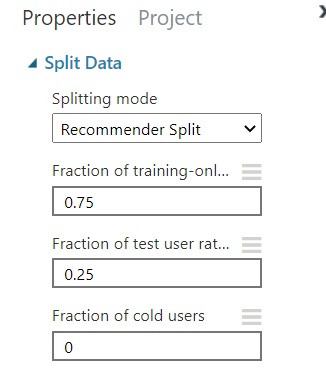 Properties Project
Split Data
Splitting mode
Recommender Split
Fraction of training-onl...
0.75
Fraction of test user rat...
0.25
Fraction of cold users
0